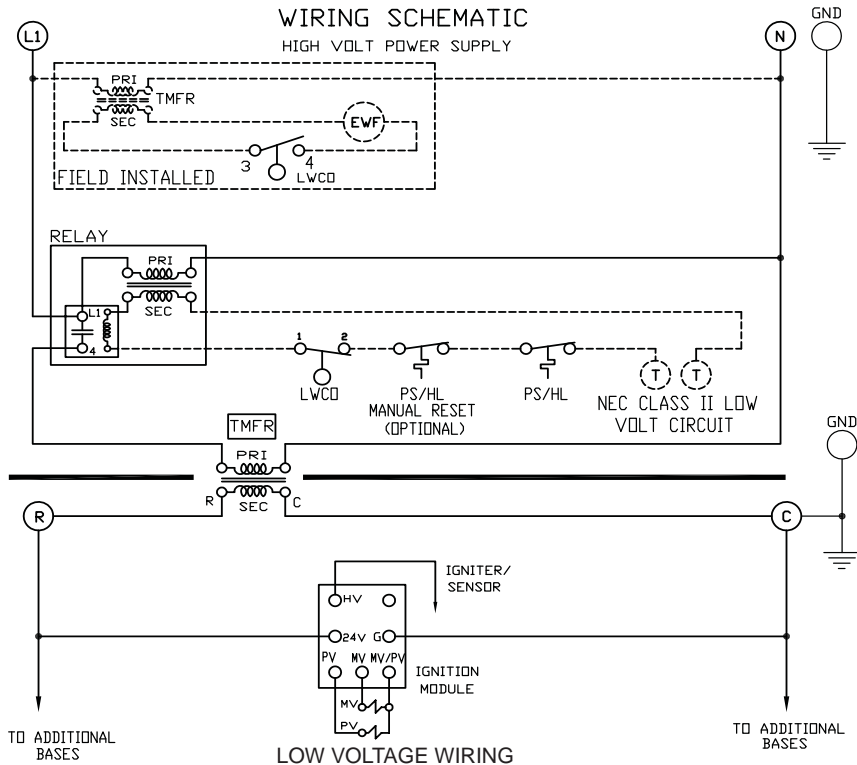 WIRING SCHEMATIC
HIGH VOLT POWER SUPPLY
L1
N
GND
PRI
TMFR
SEC
EWF
3
4
LWCO
FIELD INSTALLED
RELAY
PRI
SEC
L1
4
1
2
LWCO
PS/HL
MANUAL RESET
(OPTIONAL)
PS/HL
T
T
NEC CLASS II LOW
VOLT CIRCUIT
TMFR
PRI
R
SEC
C
GND
R
C
IGNITER/
SENSOR
HV
24V
G
PV
MV
MV/PV
IGNITION
MODULE
MV
PV
TO ADDITIONAL
BASES
TO ADDITIONAL
BASES
LOW VOLTAGE WIRING